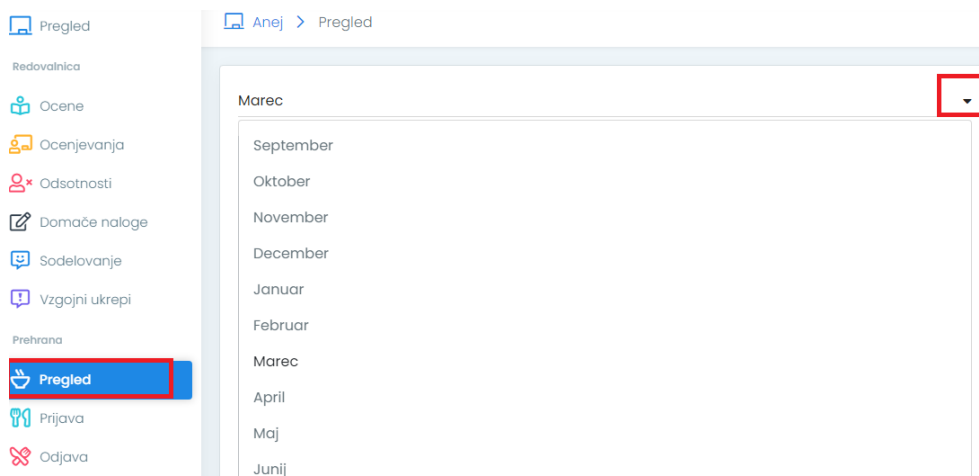 Pregled
Redovalnica
Ocene
Ocenjevanja
Odsotnosti
Domače naloge
Sodelovanje
Vzgojni ukrepi
Prehrana
Pregled
Prijava
Odjava
Anej > Pregled
Marec
September
Oktober
November
December
Januar
Februar
Marec
April
Maj
Junij